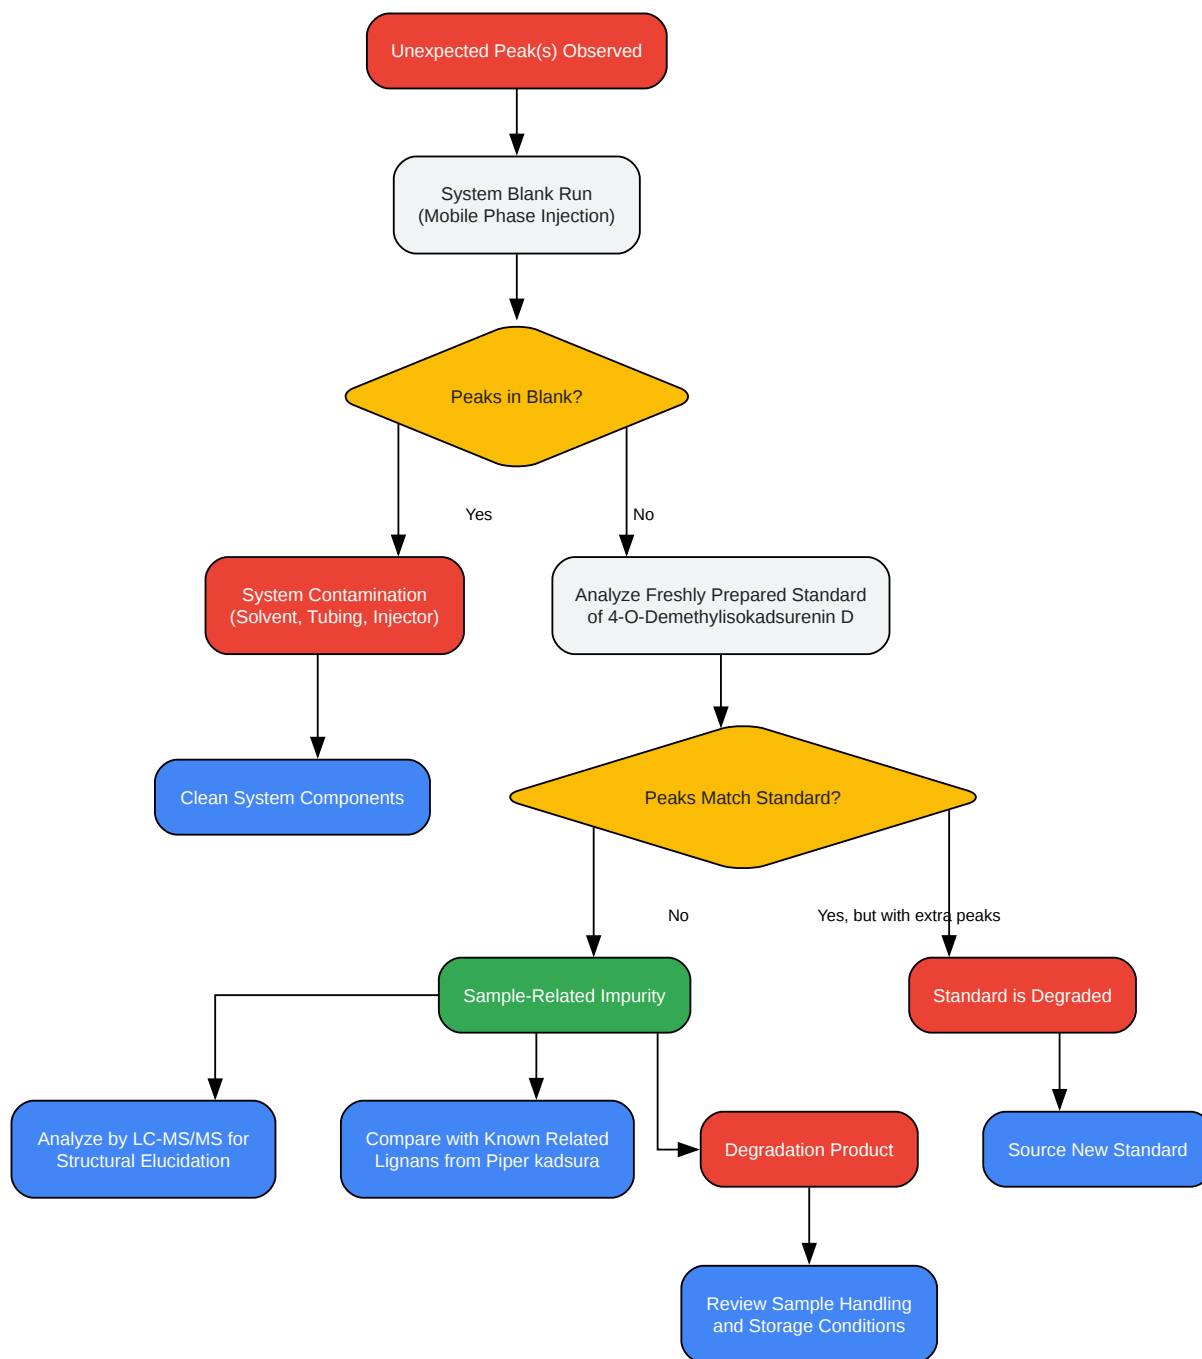 Unexpected Peak(s) Observed
System Blank Run
(Mobile Phase Injection)
Peaks in Blank?
Yes
No
System Contamination
(Solvent, Tubing, Injector)
Analyze Freshly Prepared Standard
of 4-O-Demethylisokadsurenin D
Clean System Components
Peaks Match Standard?
No
Yes, but with extra peaks
Sample-Related Impurity
Standard is Degraded
Analyze by LC-MS/MS for
Structural Elucidation
Compare with Known Related
Lignans from Piper kadsura
Degradation Product
Source New Standard
Review Sample Handling
and Storage Conditions